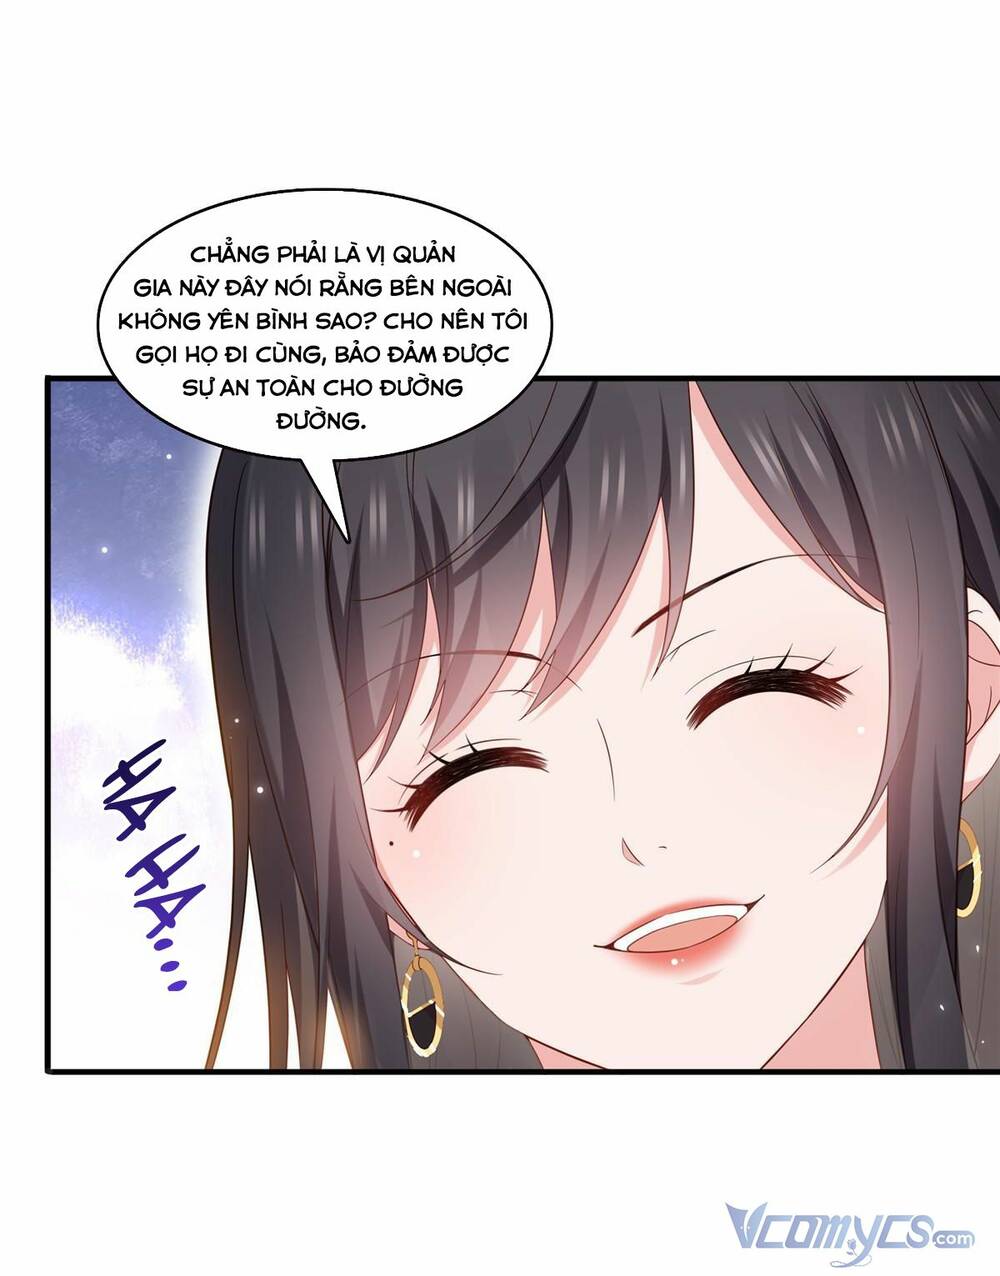 CHẲNG PHẢI LÀ VỊ QUẢN
GIA NÀY ĐÂY NÓI RẰNG BÊN NGOÀI
KHÔNG YÊN BÌNH SAO? CHO NÊN TÔI
GỌI HỌ ĐI CÙNG, BẢO ĐẢM ĐƯỢC
SỰ AN TOÀN CHO ĐƯỜNG
ĐƯỜNG.
HA
HA...
VCOMYCS.com